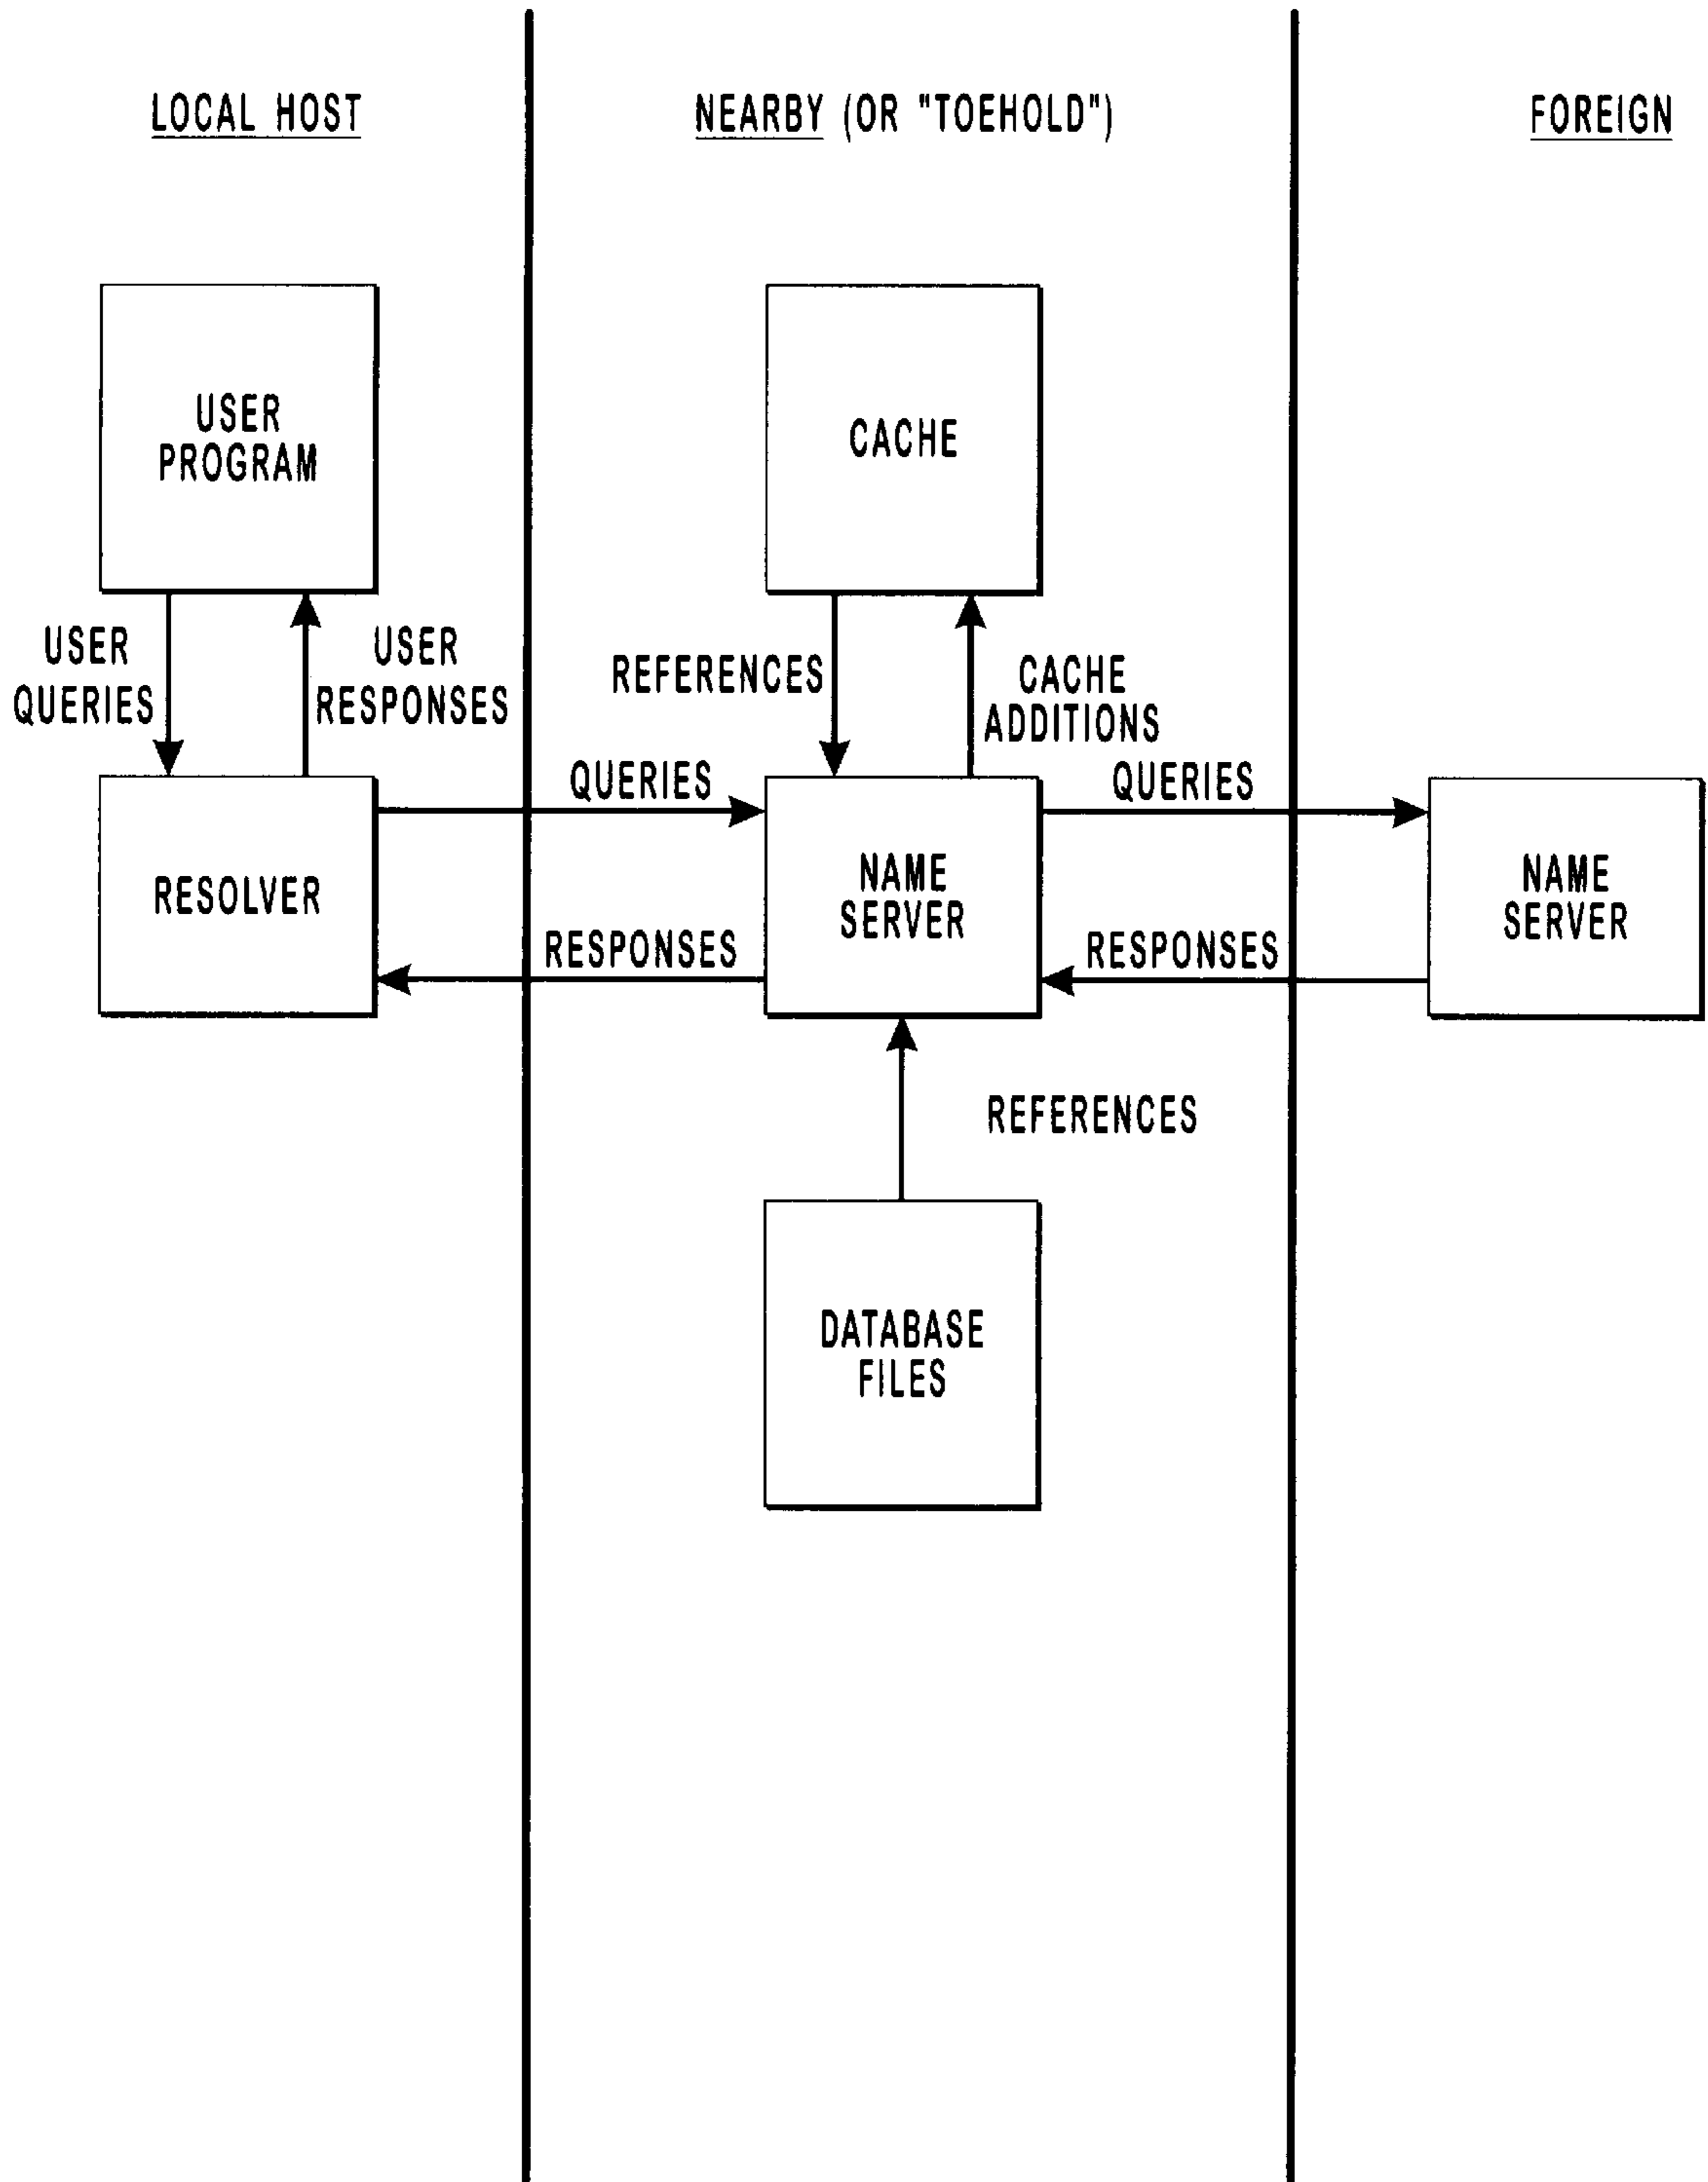 LOCAL HOST
NEARBY (OR "TOEHOLD")
FOREIGN
USER
PROGRAM
CACHE
USER
QUERIES
USER
RESPONSES
REFERENCES
CACHE
ADDITIONS
QUERIES
QUERIES
RESOLVER
NAME
SERVER
NAME
SERVER
RESPONSES
RESPONSES
REFERENCES
DATABASE
FILES